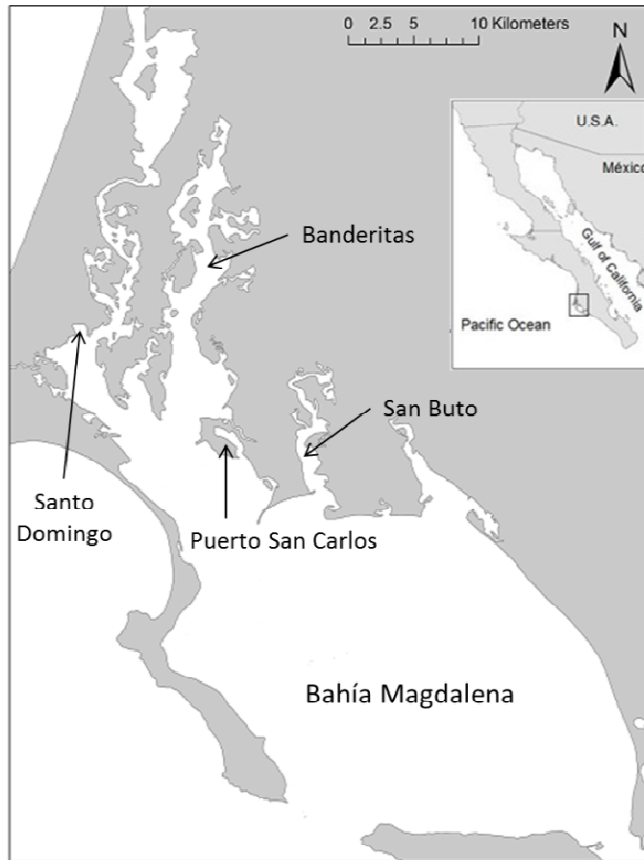 0 2.5 5 10 Kilometers
N
U.S.A.
México
Gulf of California
Pacific Ocean
Banderitas
San Buto
Santo
Domingo
Puerto San Carlos
Bahía Magdalena